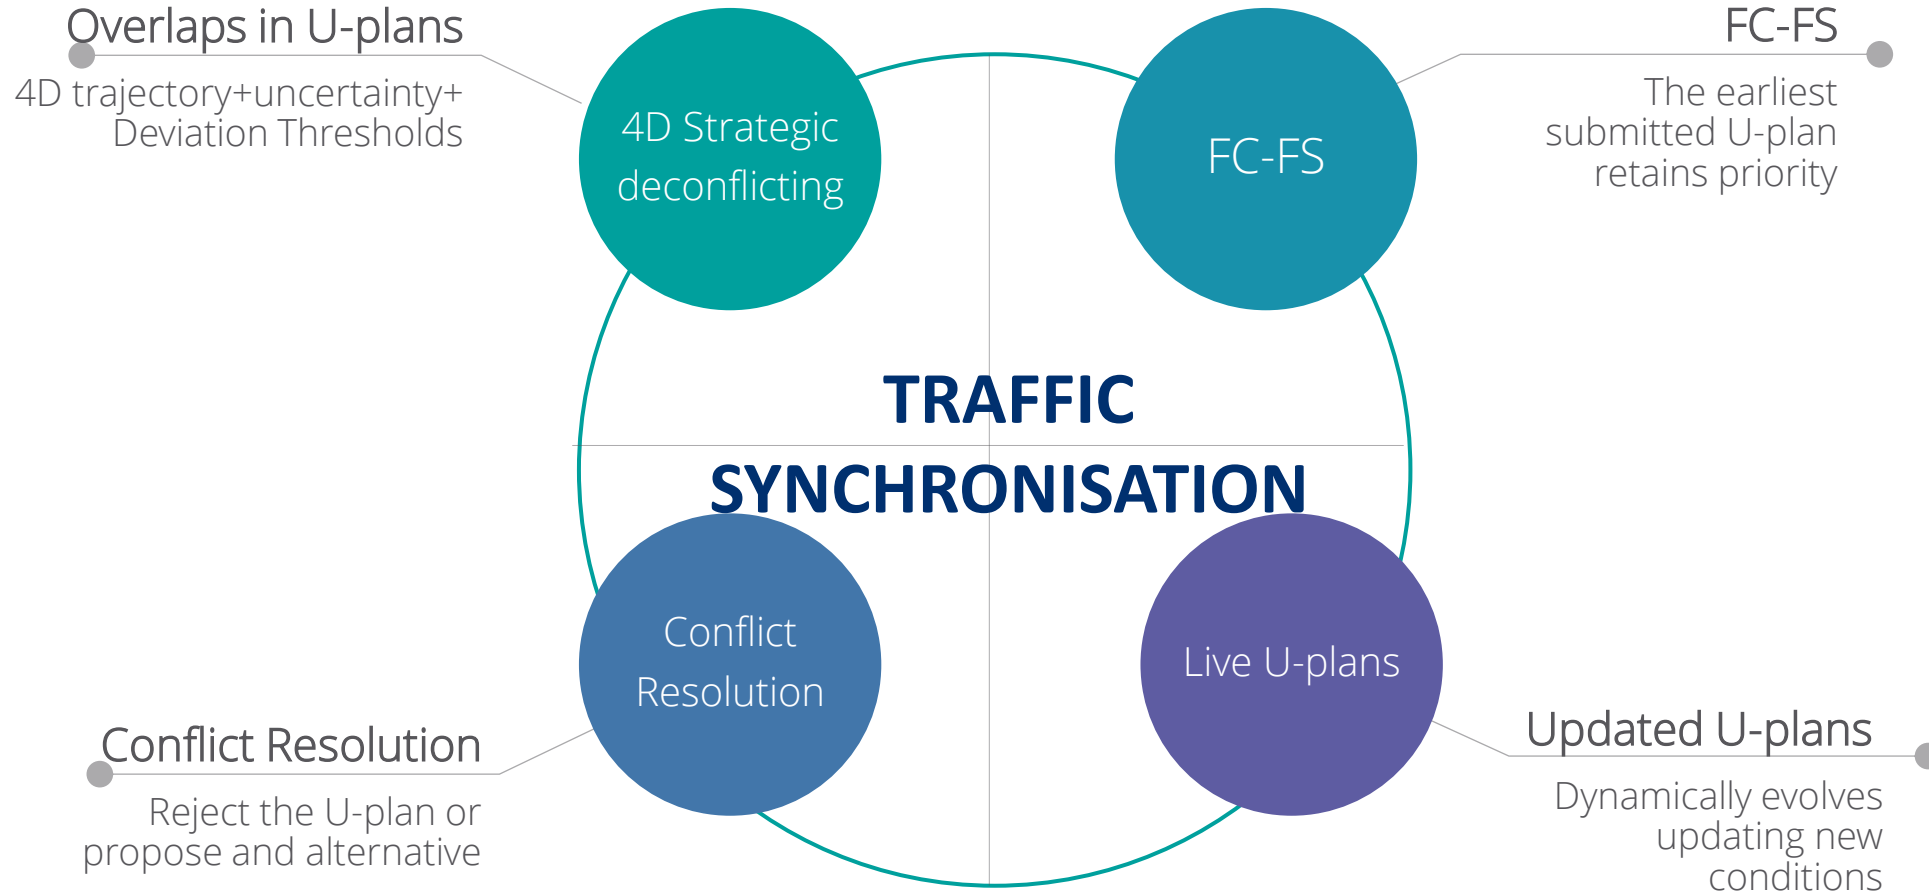 Overlaps in U-plans
4D trajectory+uncertainty+
Deviation Thresholds
4D Strategic
deconflicting
FC-FS
FC-FS
The earliest
submitted U-plan
retains priority
TRAFFIC
SYNCHRONISATION
Conflict
Resolution
Conflict Resolution
Reject the U-plan or
propose and alternative
Live U-plans
Updated U-plans
Dynamically evolves
updating new
conditions